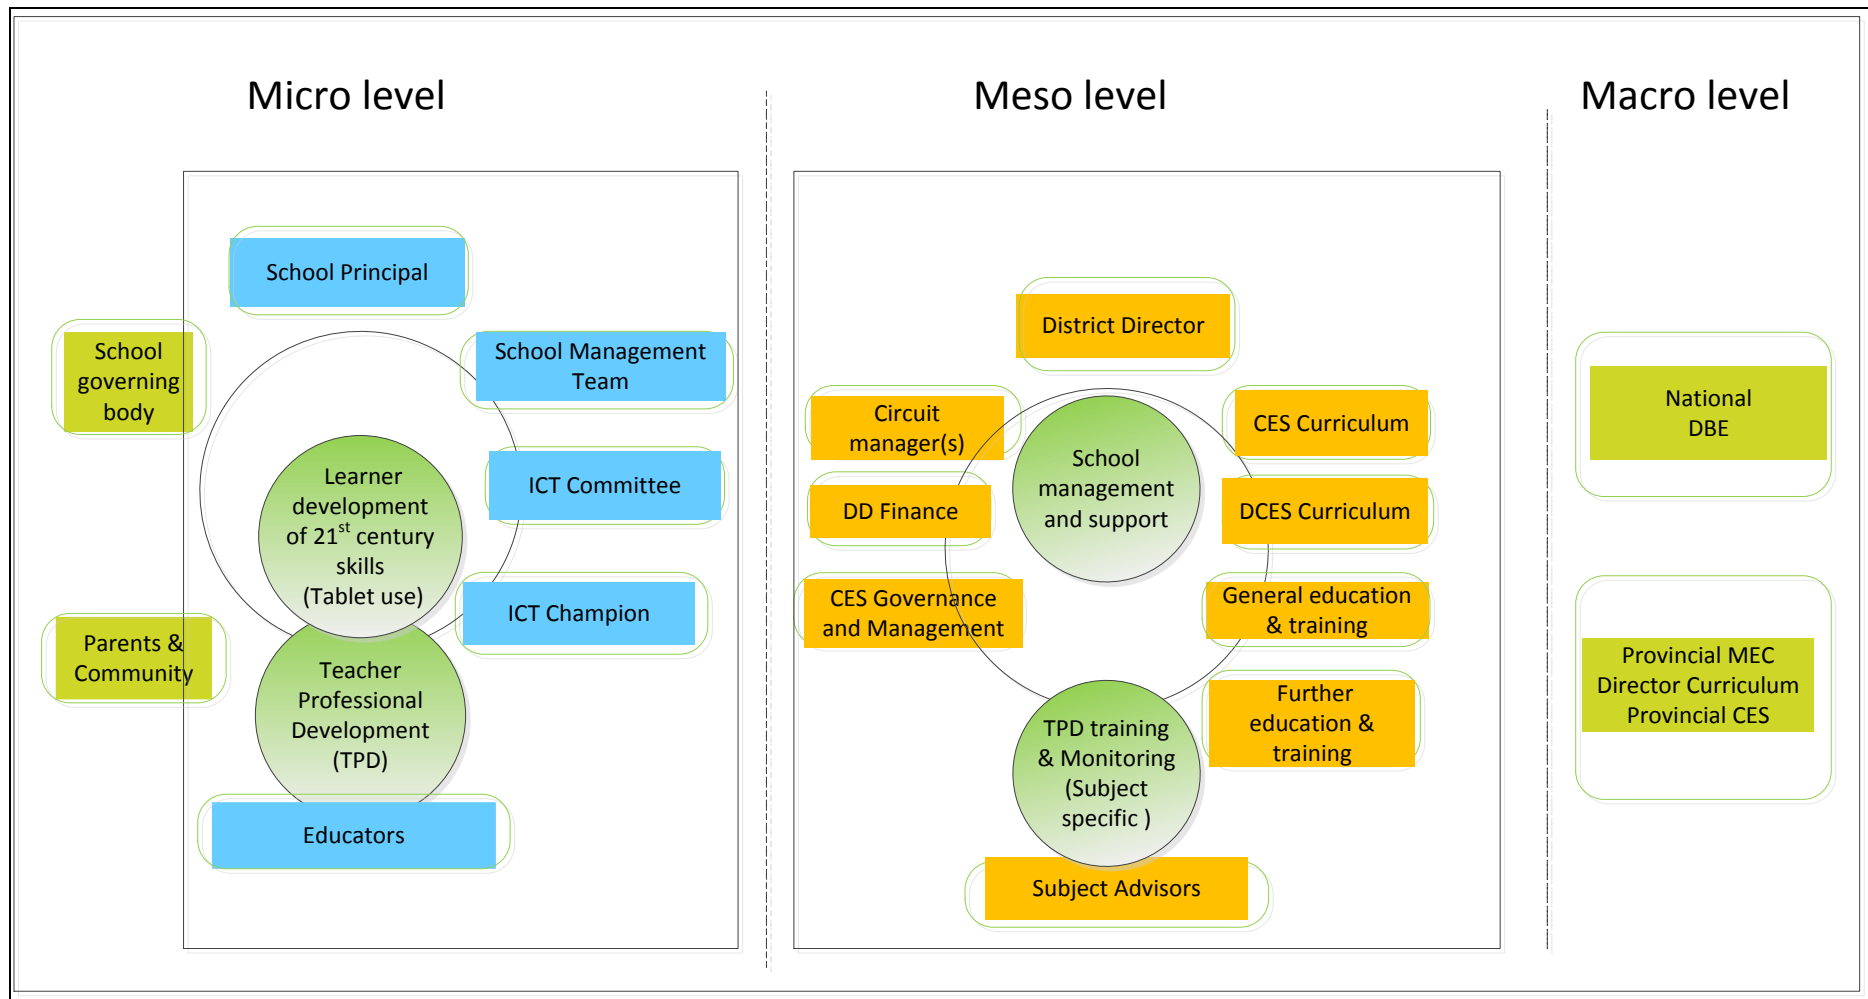 Micro level
School Principal
School
governing
body
School Management
Team
ICT Committee
Learner
development
of 21st century
skills
(Tablet use)
ICT Champion
Parents &
Community
Teacher
Professional
Development
(TPD)
Educators
Meso level
District Director
Circuit
manager(s)
CES Curriculum
School
management
and support
DD Finance
DCES Curriculum
CES Governance
and Management
General education
& training
Further
education &
training
TPD training
& Monitoring
(Subject
specific )
Subject Advisors
Macro level
National
DBE
Provincial MEC
Director Curriculum
Provincial CES